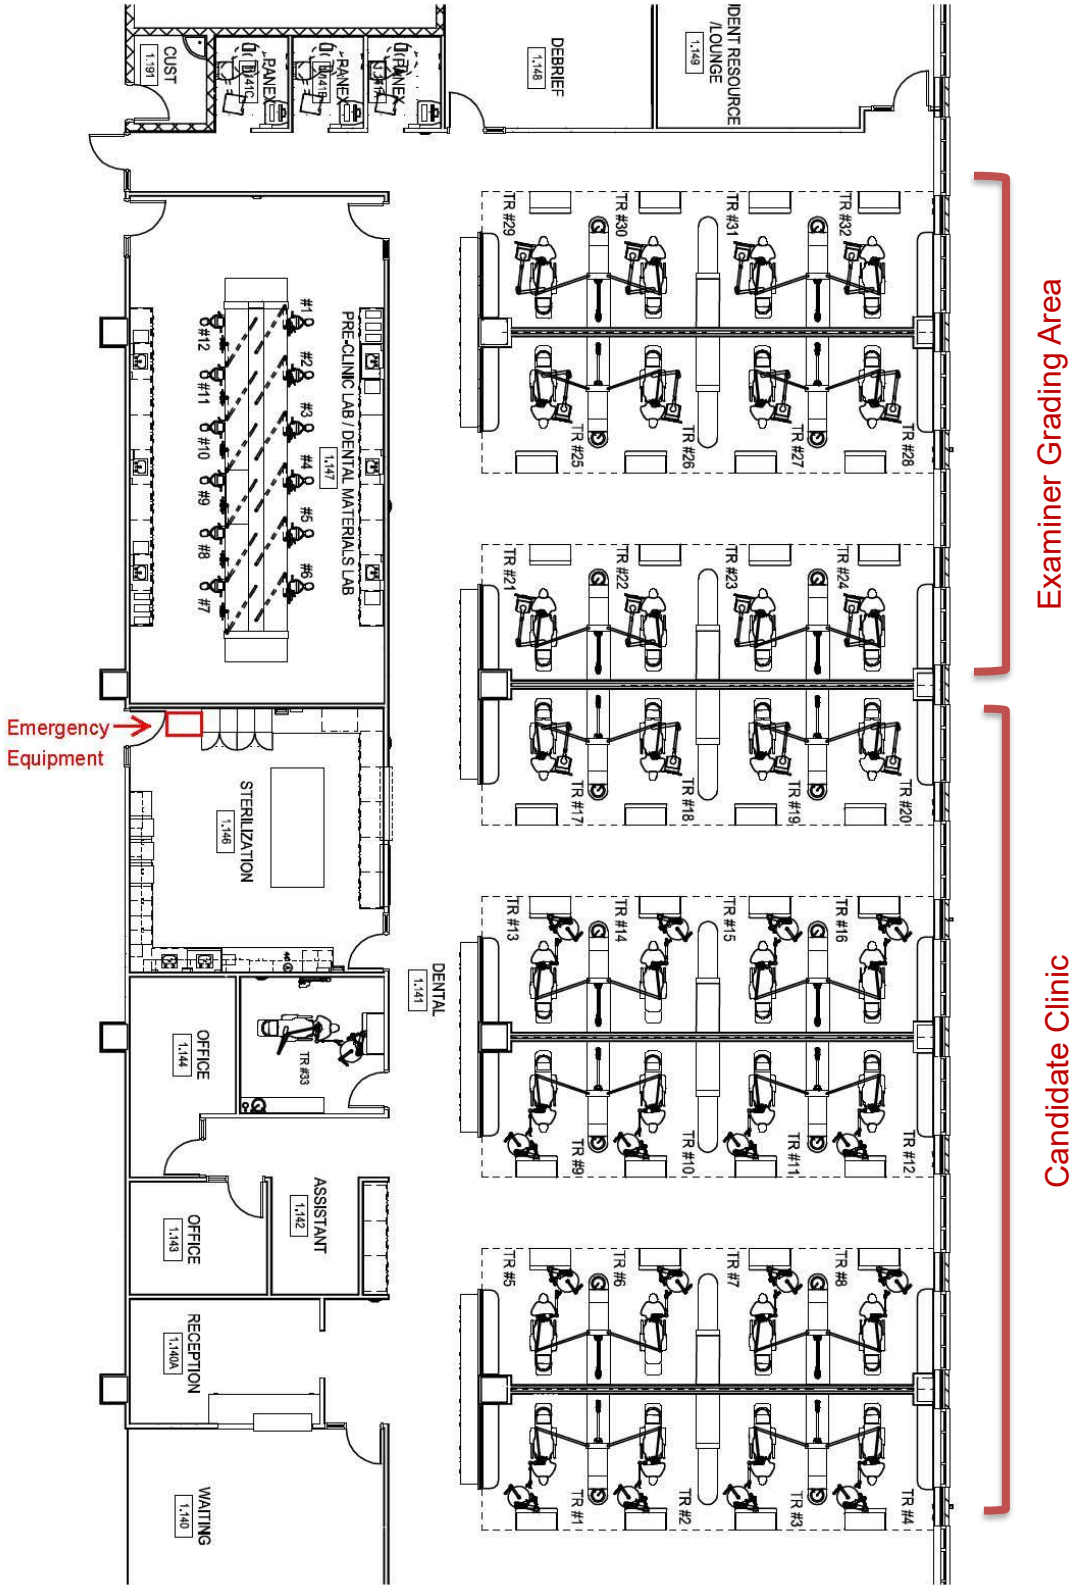 CUST
1.191
PANEX
1.141C
PANEX
1.141B
PANEX
DEBRIEF
1.148
IDENT RESOURCE
/LOUNGE
1.149
TR #29
TR #30
TR #31
TR #32
TR #25
TR #26
TR #27
TR #28
Examiner Grading Area
#1
#2
#3
#4
#5
#6
#12
#11
#10
#9
#8
#7
PRE-CLINIC LAB / DENTAL MATERIALS LAB
1.147
TR #21
TR #22
TR #23
TR #24
TR #17
TR #18
TR #19
TR #20
Emergency
Equipment
STERILIZATION
1.146
TR #13
TR #14
TR #15
TR #16
DENTAL
1.141
TR #9
TR #10
TR #11
TR #12
Candidate Clinic
OFFICE
1.144
TR #33
ASSISTANT
1.142
OFFICE
1.143
TR #5
TR #6
TR #7
TR #8
RECEPTION
1.140A
TR #1
TR #2
TR #3
TR #4
WAITING
1.140